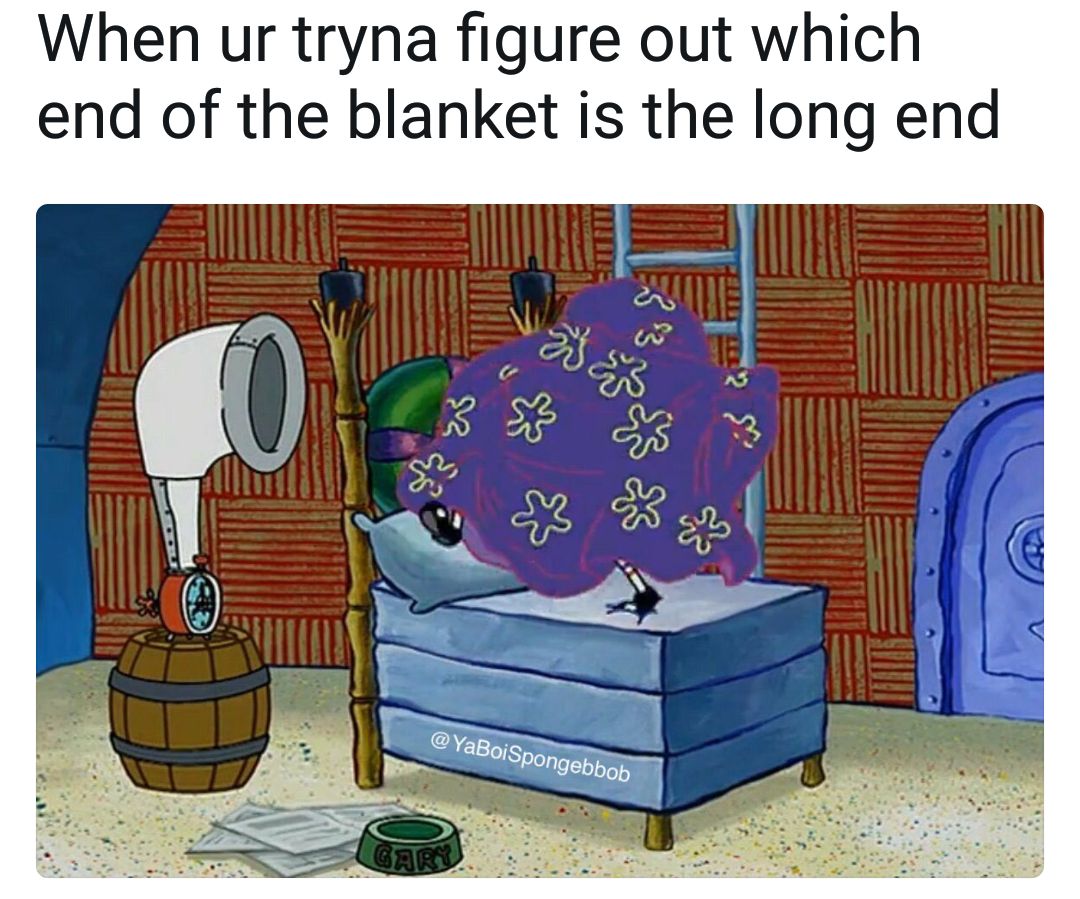 When ur tryna figure out which
end of the blanket is the long end
@YaBoiSpongebbob
GARY